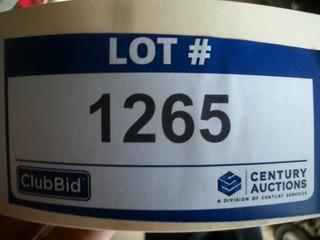 LOT #
1265
ClubBid
CENTURY
AUCTIONS
A DIVISION OF CENTURY SERVICES